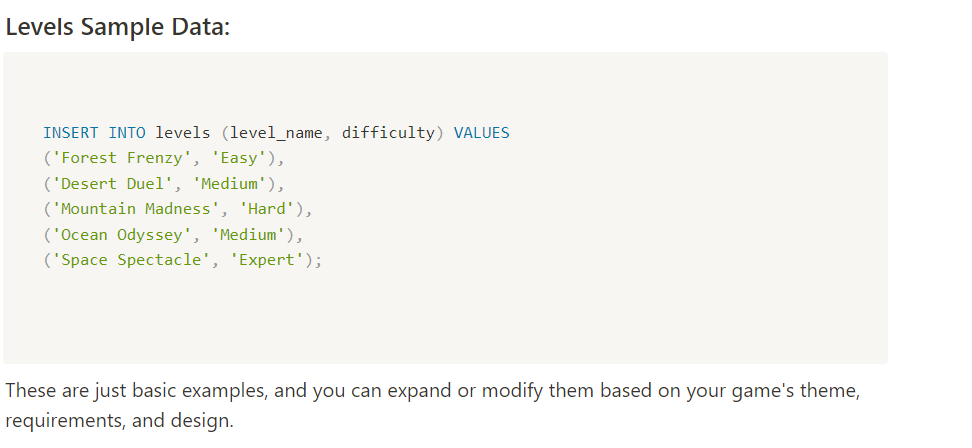 Levels Sample Data:
INSERT INTO levels (level_name, difficulty) VALUES
('Forest Frenzy', 'Easy'),
('Desert Duel', 'Medium'),
('Mountain Madness', 'Hard'),
('Ocean Odyssey', 'Medium'),
('Space Spectacle', 'Expert');
These are just basic examples, and you can expand or modify them based on your game's theme,
requirements, and design.